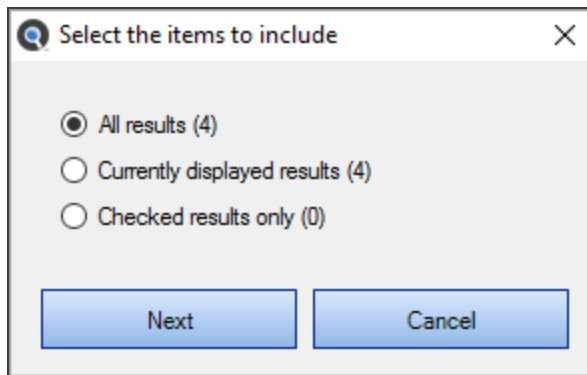 Select the items to include
All results (4)
Currently displayed results (4)
Checked results only (0)
Next
Cancel